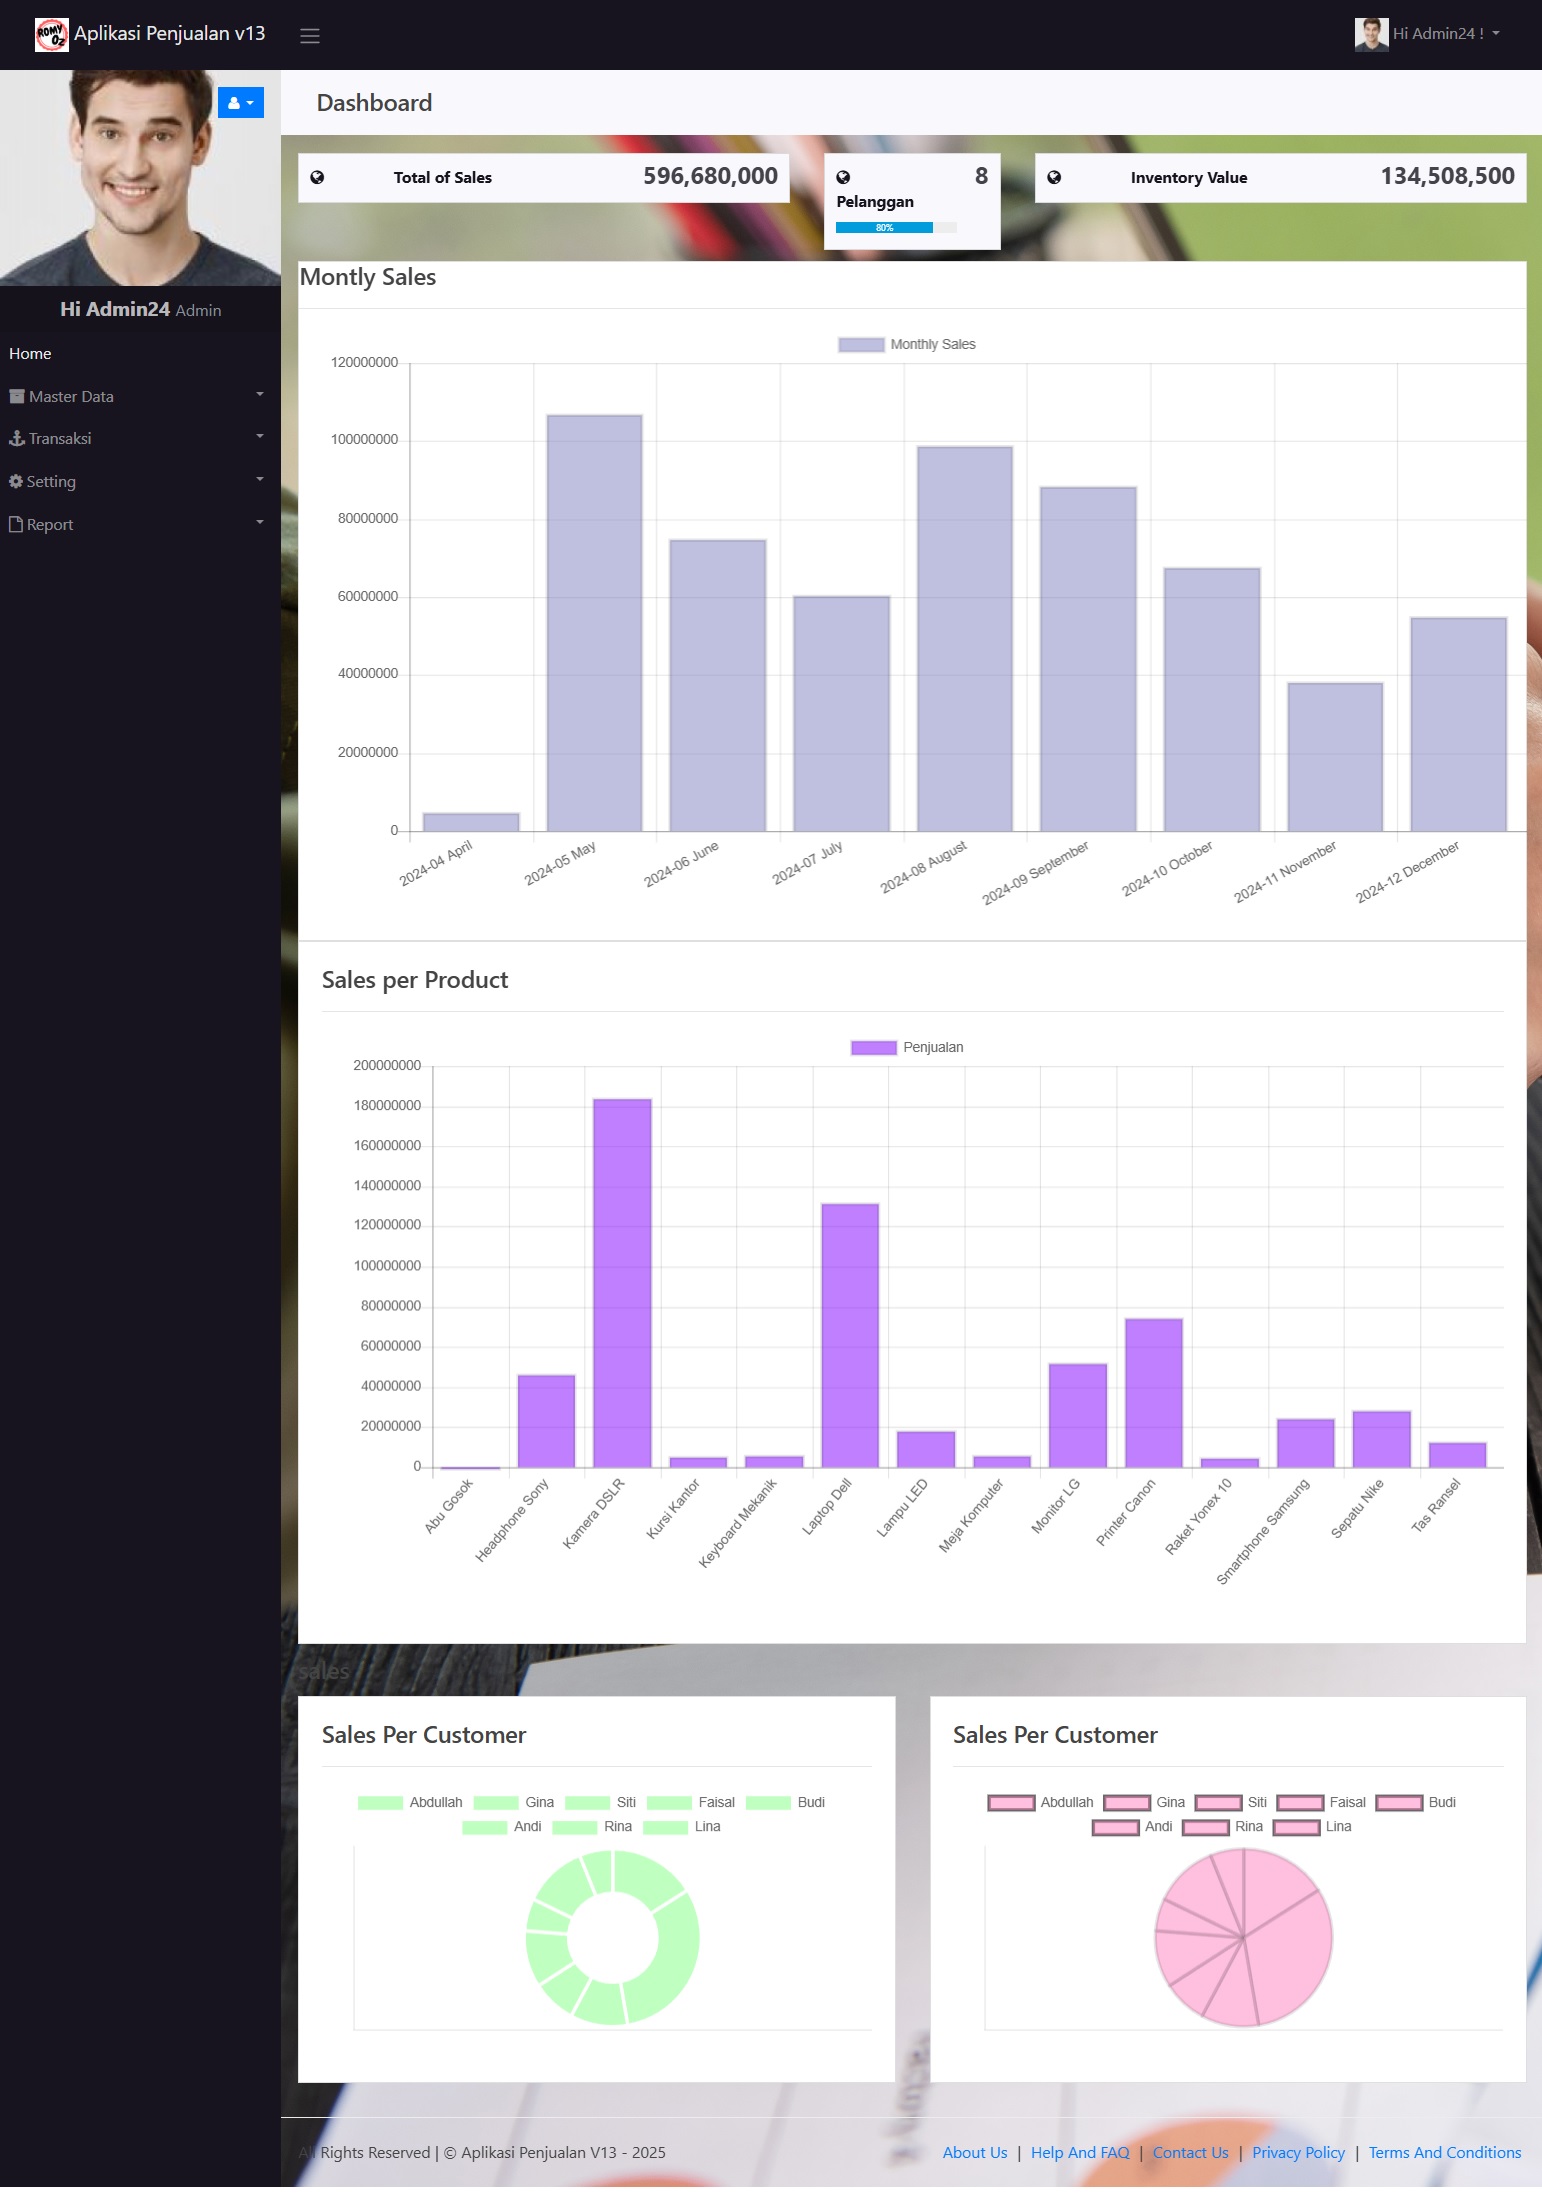 ROMY Oz Aplikasi Penjualan v13
Hi Admin24 !
Hi Admin24 Admin
Home
Master Data
Transaksi
Setting
Report
Dashboard
Total of Sales 596,680,000
8
Pelanggan
80%
Inventory Value 134,508,500
Montly Sales
Monthly Sales
120000000
100000000
80000000
60000000
40000000
20000000
0
2024-04 April
2024-05 May
2024-06 June
2024-07 July
2024-08 August
2024-09 September
2024-10 October
2024-11 November
2024-12 December
Sales per Product
Penjualan
200000000
180000000
160000000
140000000
120000000
100000000
80000000
60000000
40000000
20000000
0
Abu Gosok
Headphone Sony
Kamera DSLR
Kursi Kantor
Keyboard Mekanik
Laptop Dell
Lampu LED
Meja Komputer
Monitor LG
Printer Canon
Raket Yonex 10
Smartphone Samsung
Sepatu Nike
Tas Ransel
sales
Sales Per Customer
Abdullah Gina Siti Faisal Budi
Andi Rina Lina
Sales Per Customer
Abdullah Gina Siti Faisal Budi
Andi Rina Lina
All Rights Reserved | © Aplikasi Penjualan V13 - 2025
About Us | Help And FAQ | Contact Us | Privacy Policy | Terms And Conditions